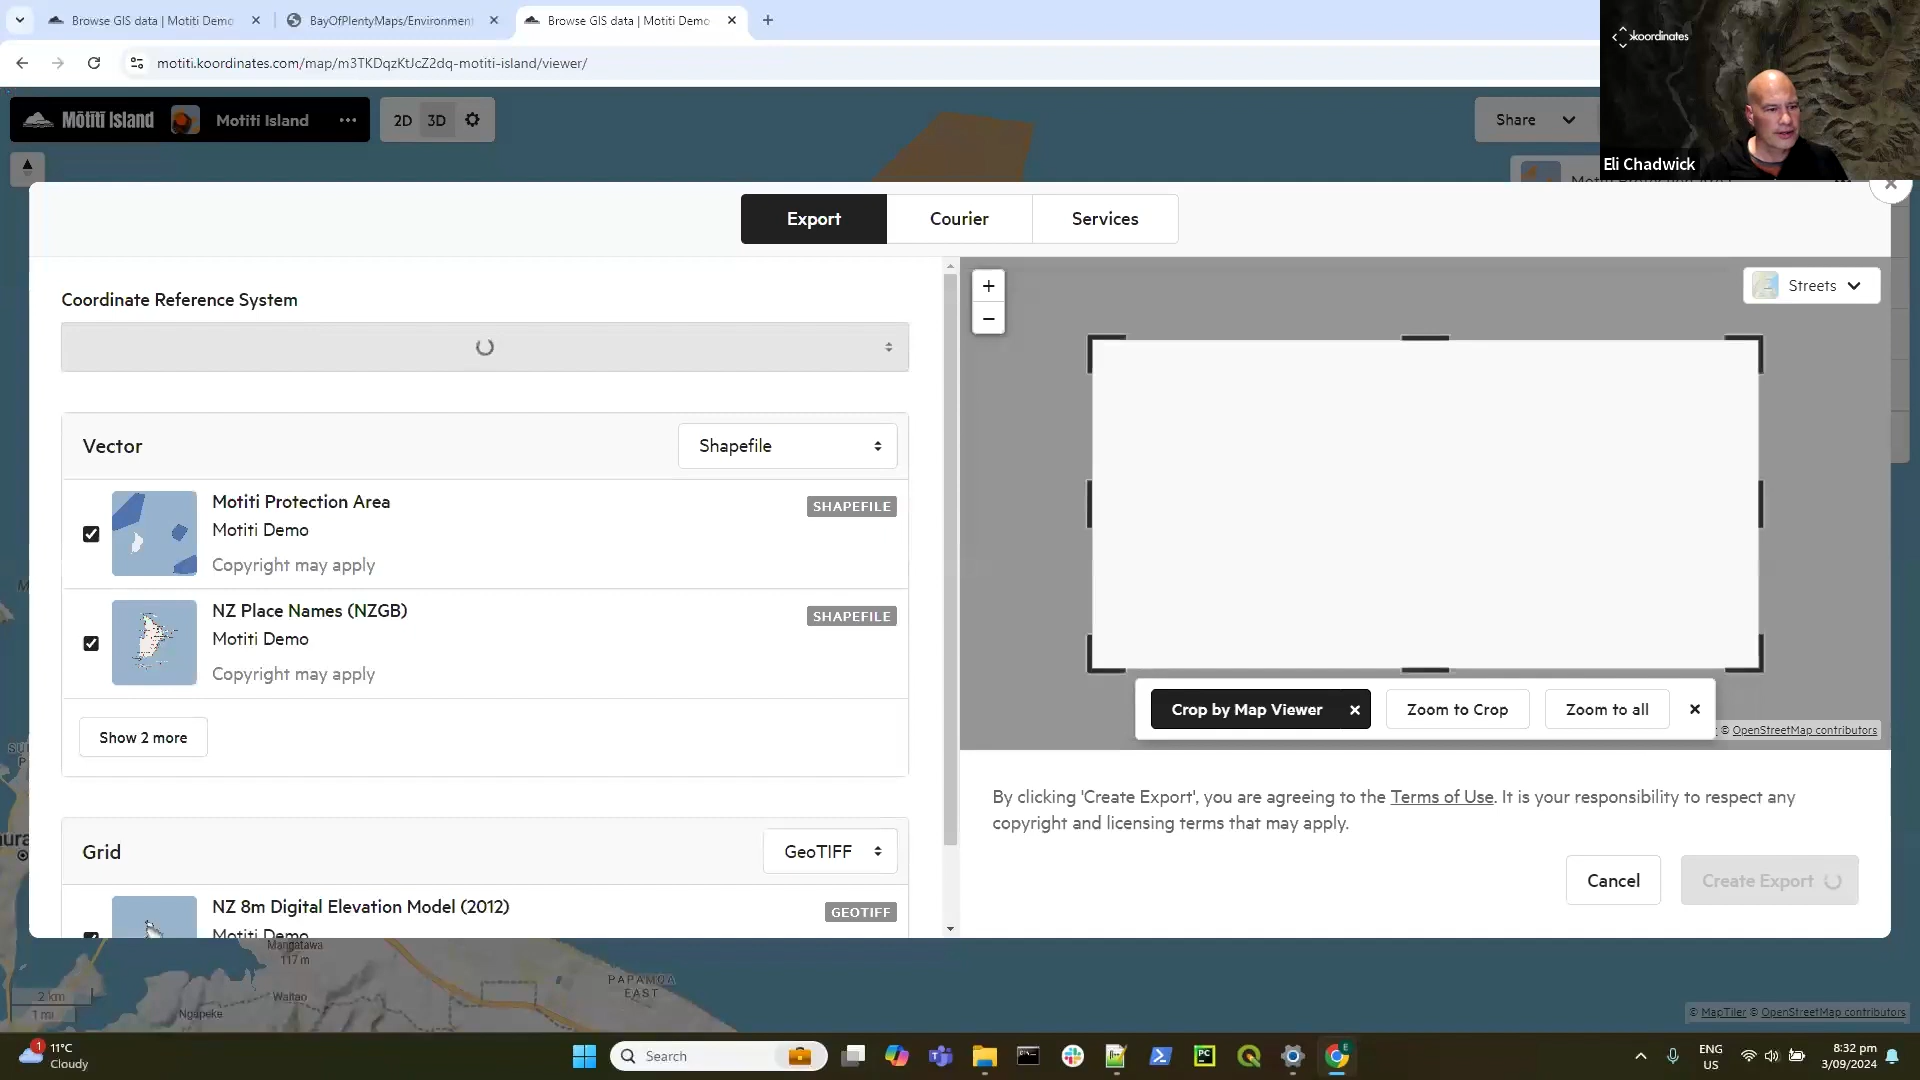 Browse GIS data | Motiti Demo
BayOfPlentyMaps/Environment
Browse GIS data | Motiti Demo
motiti.koordinates.com/map/m3TKDqzKtJcZ2dq-motiti-island/viewer/
koordinates
Eli Chadwick
Mōtītī Island
Motiti Island
2D
3D
Share
Export
Courier
Services
Coordinate Reference System
Streets
Vector
Shapefile
Motiti Protection Area
SHAPEFILE
Motiti Demo
Copyright may apply
NZ Place Names (NZGB)
SHAPEFILE
Motiti Demo
Copyright may apply
Show 2 more
Crop by Map Viewer
Zoom to Crop
Zoom to all
© OpenStreetMap contributors
By clicking 'Create Export', you are agreeing to the Terms of Use. It is your responsibility to respect any
copyright and licensing terms that may apply.
Grid
GeoTIFF
Cancel
Create Export
NZ 8m Digital Elevation Model (2012)
GEOTIFF
Motiti Demo
Mangatawa
117 m
PAPAMOA
EAST
2 km
1 mi
Waitao
Ngapeke
© MapTiler © OpenStreetMap contributors
1
11°C
Cloudy
Search
ENG
US
8:32 pm
3/09/2024